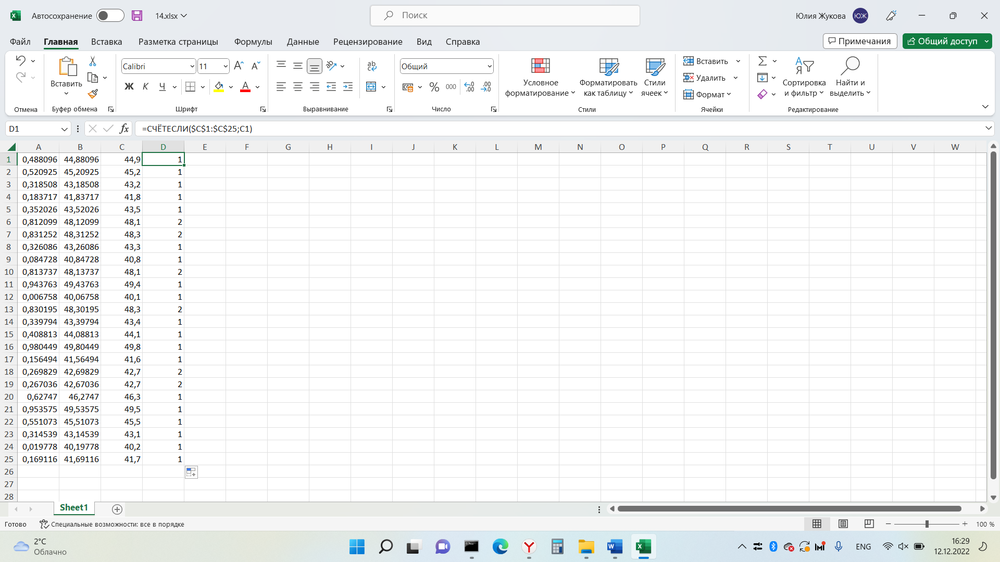 Автосохранение 14.xlsx Поиск Юлия Жукова ЮЖ
Файл Главная Вставка Разметка страницы Формулы Данные Рецензирование Вид Справка Примечания Общий доступ
Вставить
Calibri 11
Ж К Ч А
ab
c
Общий
% 000
Условное форматирование
Форматировать как таблицу
Стили ячеек
Вставить
Удалить
Формат
Сортировка и фильтр
Найти и выделить
Отмена Буфер обмена Шрифт Выравнивание Число Стили Ячейки Редактирование
D1 fx =СЧЁТЕСЛИ($C$1:$C$25;C1)
A B C D E F G H I J K L M N O P Q R S T U V W
1 0,488096 44,88096 44,9 1
2 0,520925 45,20925 45,2 1
3 0,318508 43,18508 43,2 1
4 0,183717 41,83717 41,8 1
5 0,352026 43,52026 43,5 1
6 0,812099 48,12099 48,1 2
7 0,831252 48,31252 48,3 2
8 0,326086 43,26086 43,3 1
9 0,084728 40,84728 40,8 1
10 0,813737 48,13737 48,1 2
11 0,943763 49,43763 49,4 1
12 0,006758 40,06758 40,1 1
13 0,830195 48,30195 48,3 2
14 0,339794 43,39794 43,4 1
15 0,408813 44,08813 44,1 1
16 0,980449 49,80449 49,8 1
17 0,156494 41,56494 41,6 1
18 0,269829 42,69829 42,7 2
19 0,267036 42,67036 42,7 2
20 0,62747 46,2747 46,3 1
21 0,953575 49,53575 49,5 1
22 0,551073 45,51073 45,5 1
23 0,314539 43,14539 43,1 1
24 0,019778 40,19778 40,2 1
25 0,169116 41,69116 41,7 1
26
27
28
Sheet1
Готово Специальные возможности: все в порядке 100 %
2°C
Облачно
ENG
16:29
12.12.2022